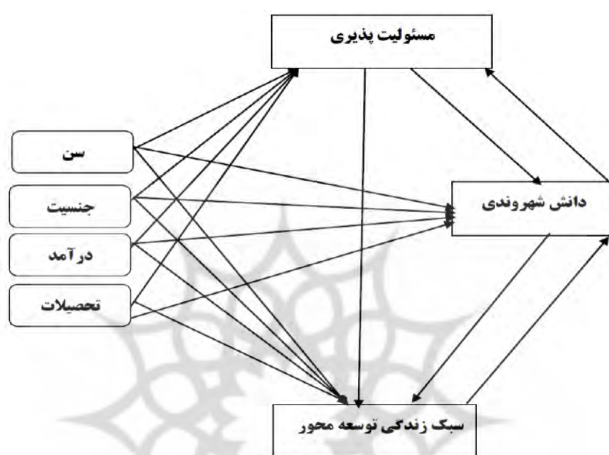 مسئولیت پذیری
سن
جنسیت
دانش شهروندی
درآمد
تحصیلات
سبک زندگی توسعه محور